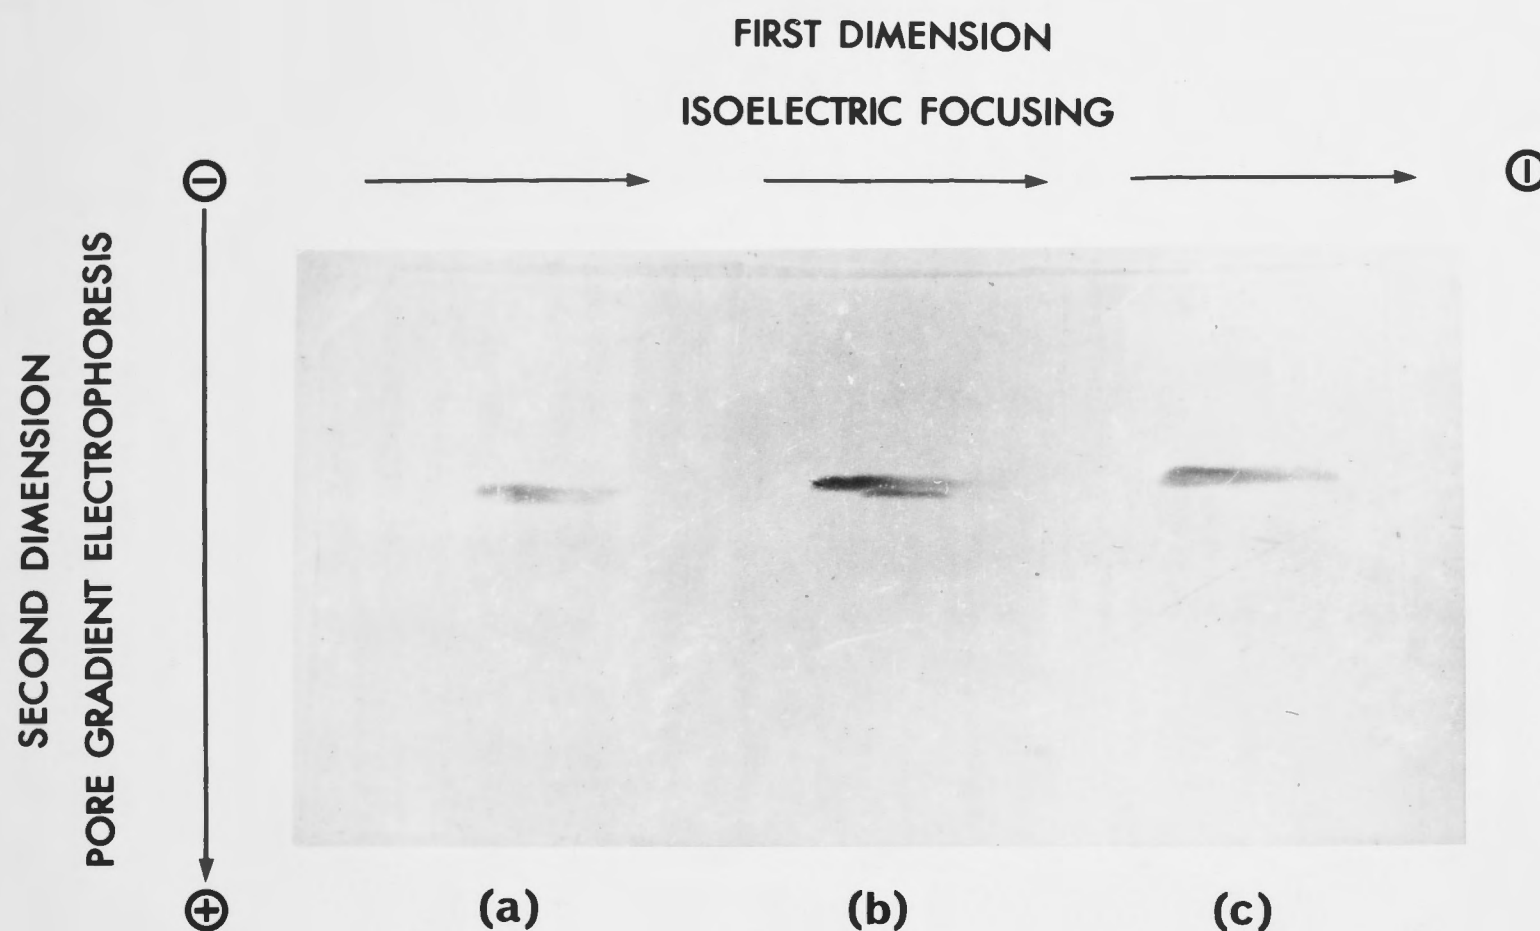 FIRST DIMENSION
ISOELECTRIC FOCUSING
SECOND DIMENSION
PORE GRADIENT ELECTROPHORESIS
(a) (b) (c)